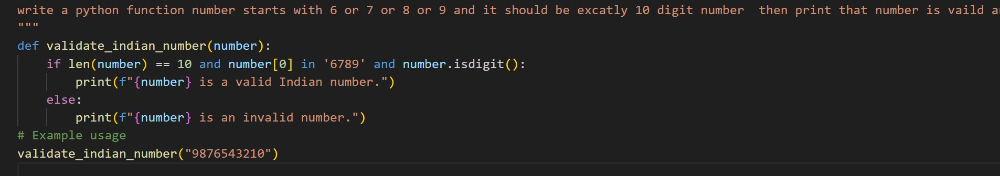 write a python function number starts with 6 or 7 or 8 or 9 and it should be excatly 10 digit number  then print that number is vaild
"""
def validate_indian_number(number):
    if len(number) == 10 and number[0] in '6789' and number.isdigit():
        print(f"{number} is a valid Indian number.")
    else:
        print(f"{number} is an invalid number.")
# Example usage
validate_indian_number("9876543210")